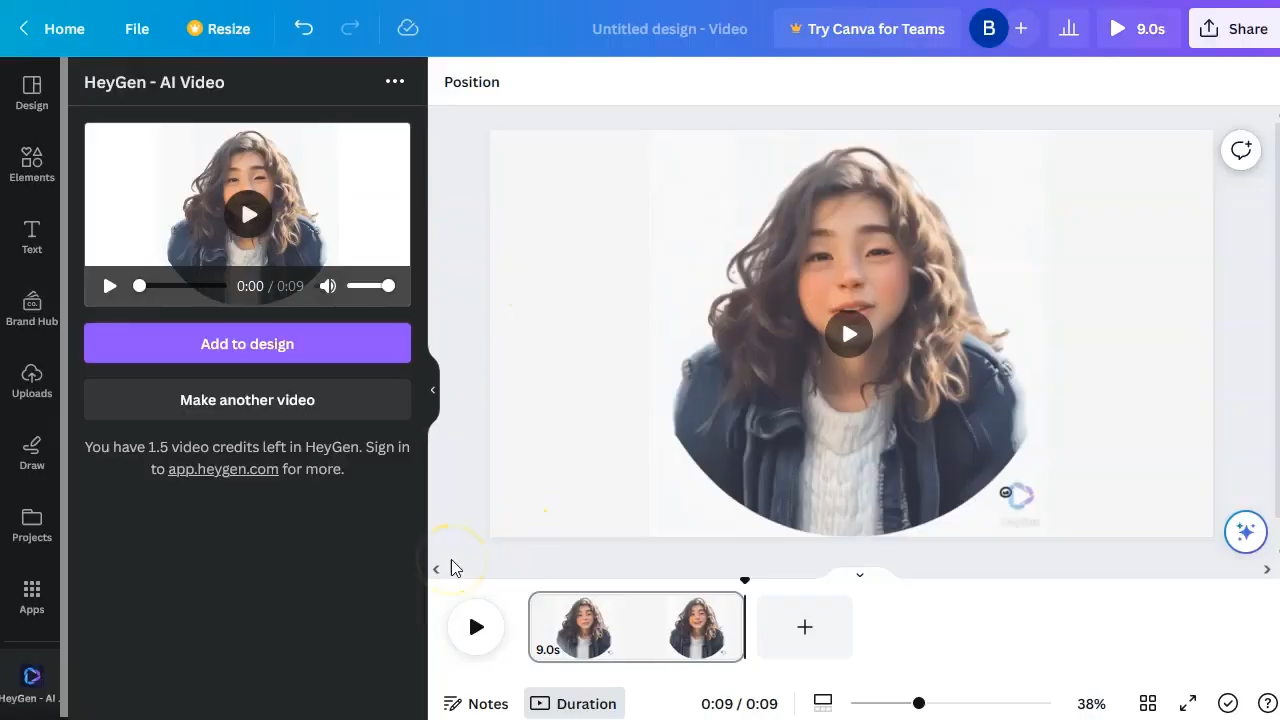 Home
File
Resize
Untitled design - Video
Try Canva for Teams
B
9.0s
Share
Design
Elements
Text
CO.
Brand Hub
Uploads
Draw
Projects
Apps
HeyGen - AI ...
HeyGen - AI Video
0:00 / 0:09
Add to design
Make another video
You have 1.5 video credits left in HeyGen. Sign in
to app.heygen.com for more.
Position
9.0s
Notes
Duration
0:09 / 0:09
38%